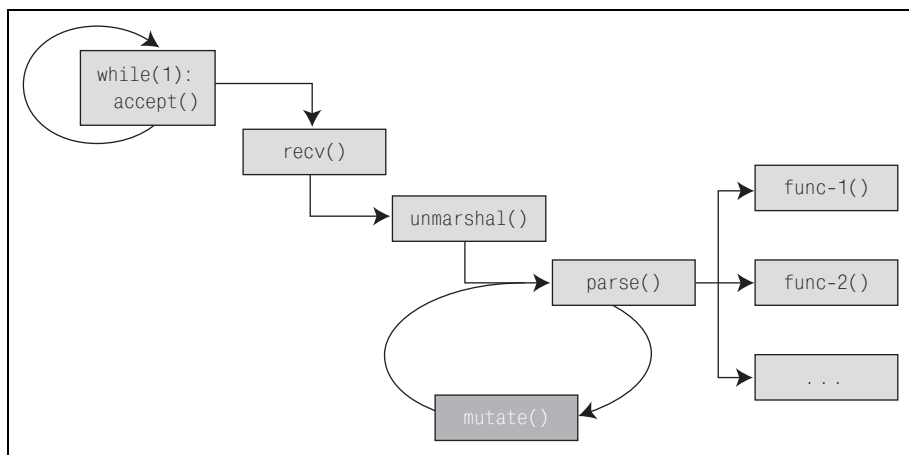 while(1):
accept()
recv()
unmarshal()
parse()
mutate()
func-1()
func-2()
...